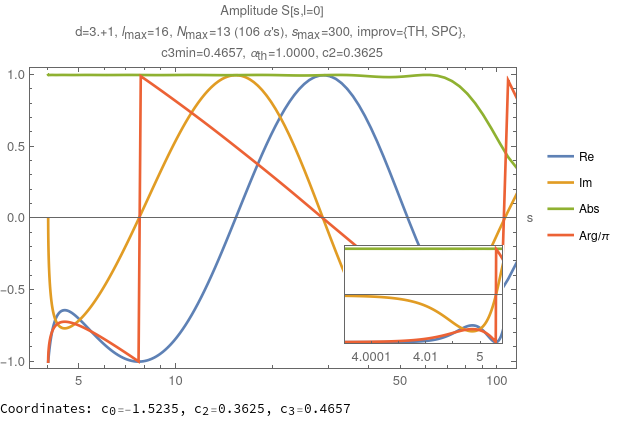 Amplitude S[s,l=0]
d=3.+1, lmax=16, Nmax=13 (106 α's), smax=300, improv={TH, SPC},
c3min=0.4657, αth=1.0000, c2=0.3625
1.0
0.5
0.0
−0.5
−1.0
5
10
50
100
s
4.0001
4.01
5
Re
Im
Abs
Arg/π
Coordinates: c0=-1.5235, c2=0.3625, c3=0.4657